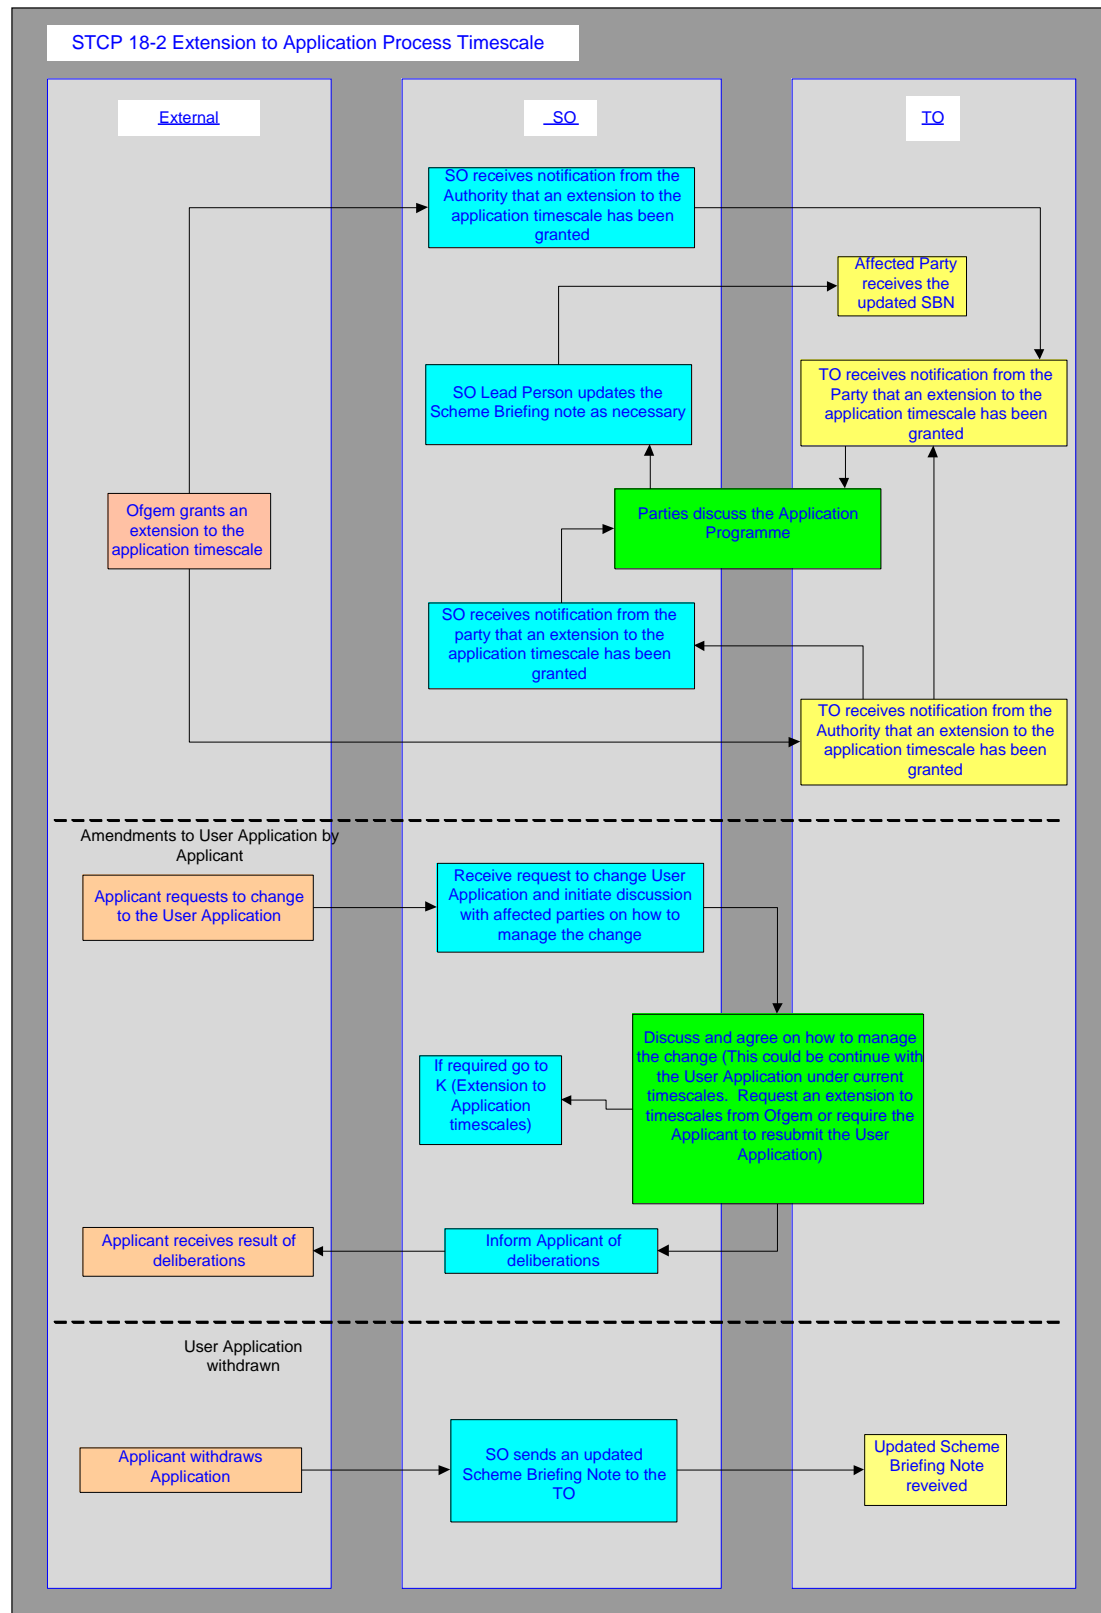 STCP 18-2 Extension to Application Process Timescale
External
SO
TO
SO receives notification from the
Authority that an extension to the
application timescale has been
granted
Affected Party
receives the
updated SBN
SO Lead Person updates the
Scheme Briefing note as necessary
TO receives notification from the
Party that an extension to the
application timescale has been
granted
Ofgem grants an
extension to the
application timescale
Parties discuss the Application
Programme
SO receives notification from the
party that an extension to the
application timescale has been
granted
TO receives notification from the
Authority that an extension to the
application timescale has been
granted
Amendments to User Application by
Applicant
Applicant requests to change
to the User Application
Receive request to change User
Application and initiate discussion
with affected parties on how to
manage the change
Discuss and agree on how to manage
the change (This could be continue with
the User Application under current
timescales. Request an extension to
timescales from Ofgem or require the
Applicant to resubmit the User
Application)
If required go to
K (Extension to
Application
timescales)
Applicant receives result of
deliberations
Inform Applicant of
deliberations
User Application
withdrawn
Applicant withdraws
Application
SO sends an updated
Scheme Briefing Note to the
TO
Updated Scheme
Briefing Note
reveived